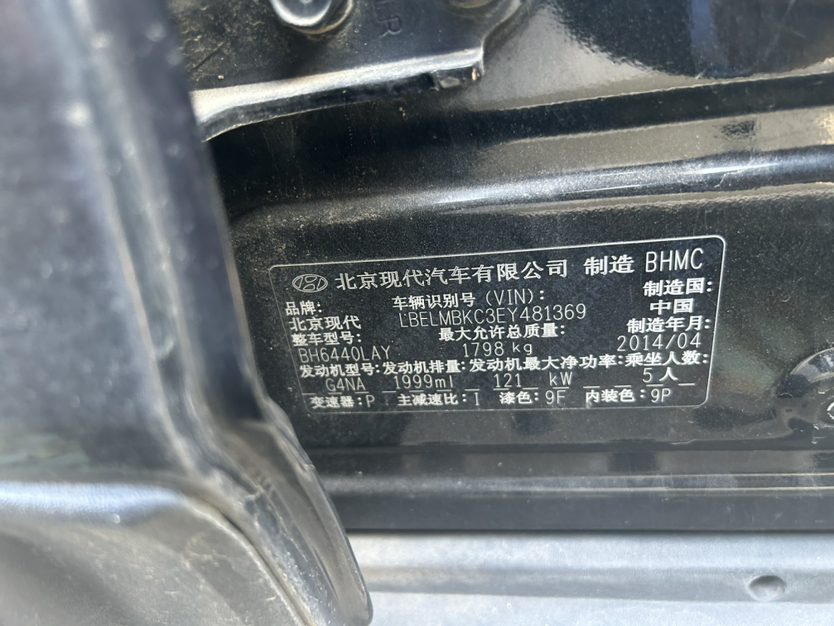 LR
北京现代汽车有限公司 制造 BHMC
品牌: 车辆识别号(VIN): 制造国:
北京现代 LBELMBKC3EY481369 中国
整车型号: 最大允许总质量: 制造年月:
BH6440LAY 1798 kg 2014/04
发动机型号: 发动机排量: 发动机最大净功率: 乘坐人数:
G4NA 1999ml 121 kW 5人
变速器: P 主减速比: I 漆色: 9F 内装色: 9P